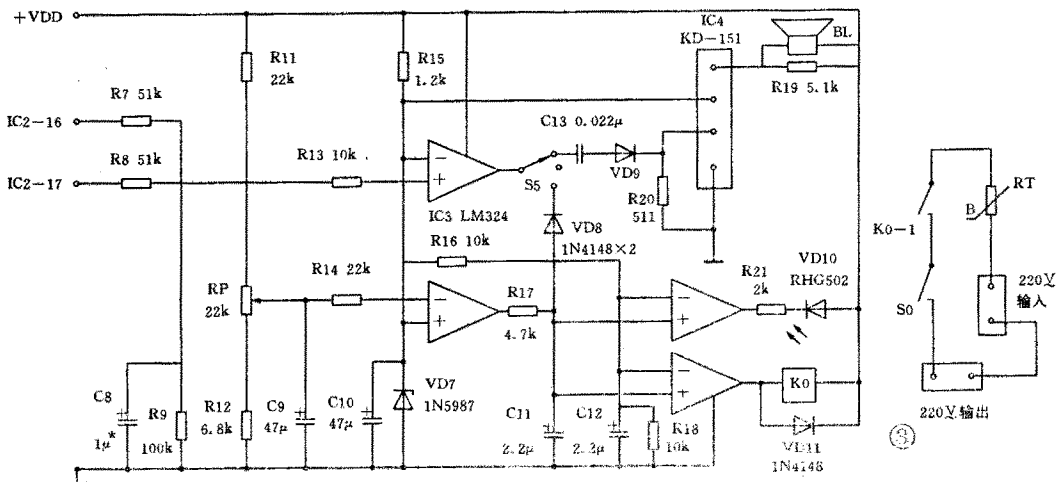 +VDD
R11
22k
R15
1.2k
IC4
KD-151
BL
R19 5.1k
R7 51k
IC2-16
R8 51k
IC2-17
R13 10k
C13 0.022μ
VD9
S5
R20
511
IC3 LM324
VD8
1N4148×2
R16 10k
R14 22k
R17
4.7k
RP
22k
R21
2k
VD10
RHG502
K0-1
B
RT
S0
220V
输入
220V输出
C8
1μ*
R9
100k
R12
6.8k
C9
47μ
C10
47μ
VD7
1N5987
C11
2.2μ
C12
2.2μ
R18
10k
K0
VD11
1N4148